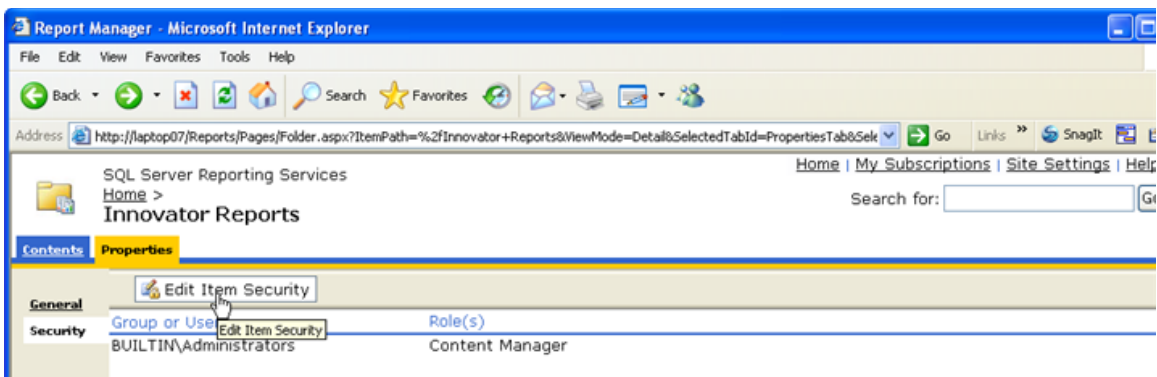 Report Manager - Microsoft Internet Explorer
File Edit View Favorites Tools Help
Back Search Favorites
Address http://laptop07/Reports/Pages/Folder.aspx?ItemPath=%2fInnovator+Reports&ViewMode=Detail&SelectedTabId=PropertiesTab&Sele Go Links » SnagIt
Home | My Subscriptions | Site Settings | Help
SQL Server Reporting Services
Home >
Search for: Go
Innovator Reports
Contents Properties
Edit Item Security
General
Security
Group or Use Role(s)
Edit Item Security
BUILTIN\Administrators Content Manager